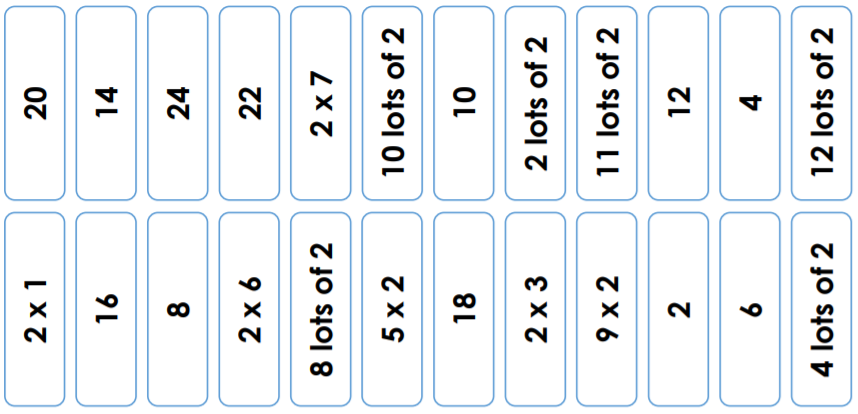 2 x 1
20
16
14
8
24
2 x 6
22
8 lots of 2
2 x 7
5 x 2
10 lots of 2
18
10
2 x 3
2 lots of 2
9 x 2
11 lots of 2
2
12
6
4
4 lots of 2
12 lots of 2